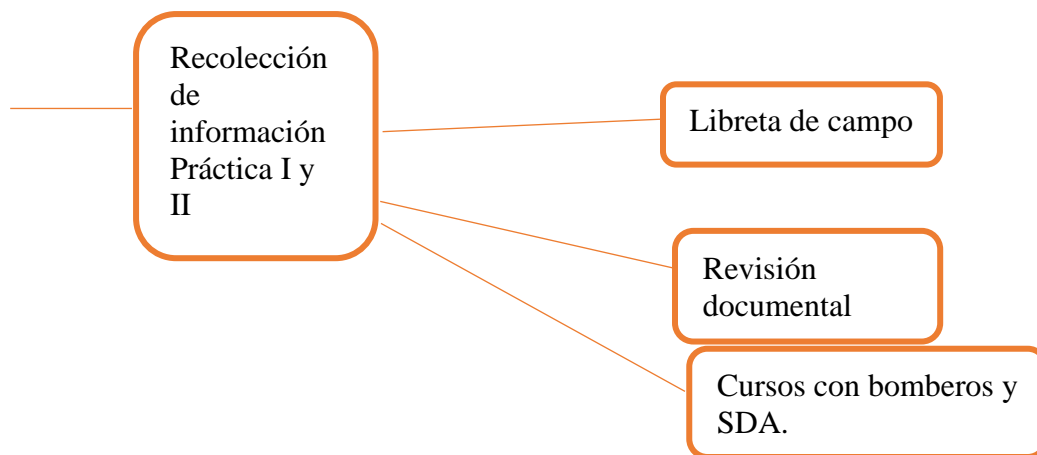 Recolección
de
información
Práctica I y
II
Libreta de campo
Revisión
documental
Cursos con bomberos y
SDA.